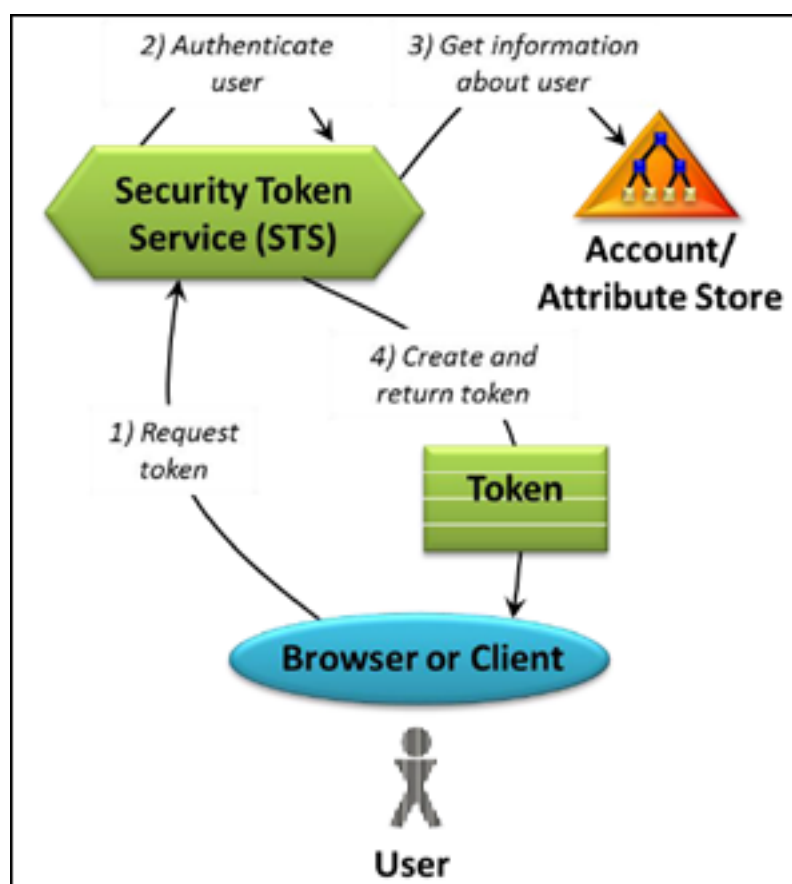 2) Authenticate
user
3) Get information
about user
Security Token
Service (STS)
Account/
Attribute Store
4) Create and
return token
1) Request
token
Token
Browser or Client
User